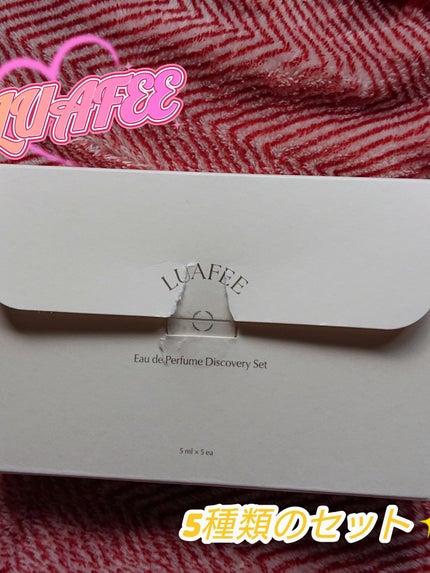 LUAFEE
LUAFEE
Eau de Perfume Discovery Set
5 ml × 5 ea
5種類のセット